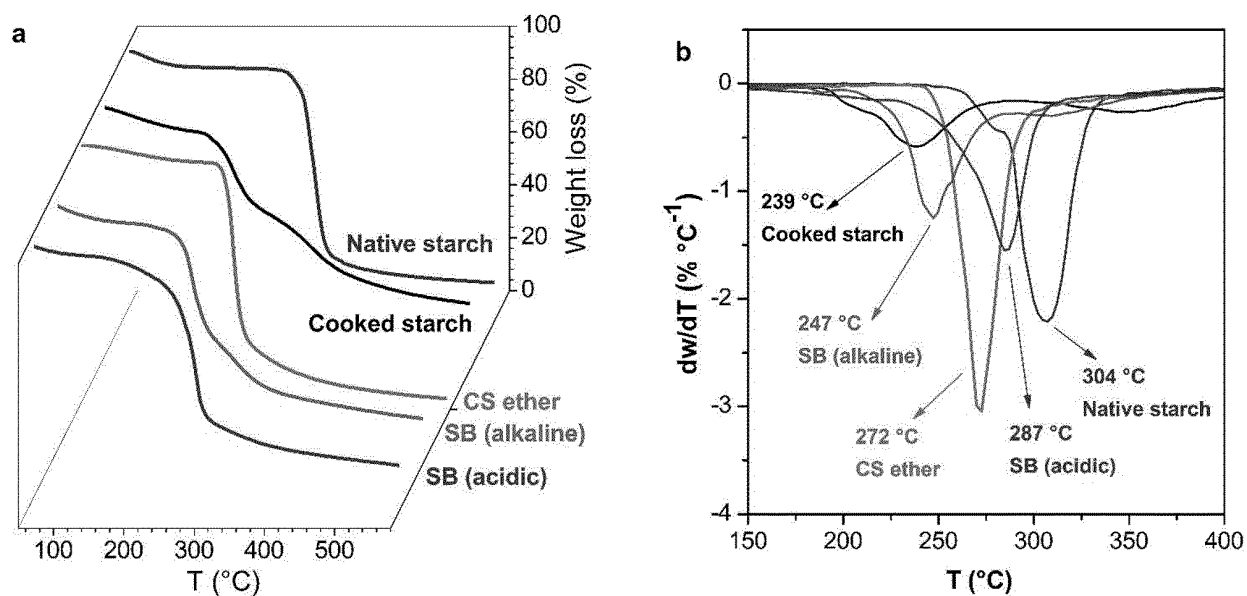 a
100
80
60
40
20
0
Weight loss (%)
Native starch
Cooked starch
CS ether
SB (alkaline)
SB (acidic)
100 200 300 400 500
T (°C)
b
0
-1
-2
-3
-4
dw/dT (% °C⁻¹)
239 °C
Cooked starch
247 °C
SB (alkaline)
304 °C
Native starch
272 °C
CS ether
287 °C
SB (acidic)
150 200 250 300 350 400
T (°C)